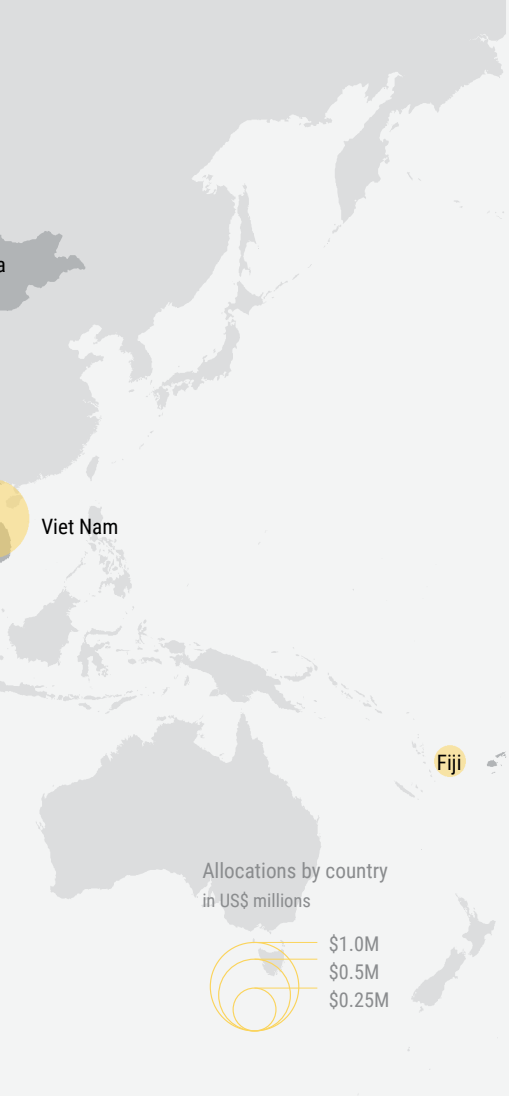 a
Viet Nam
Fiji
Allocations by country
in US$ millions
$1.0M
$0.5M
$0.25M